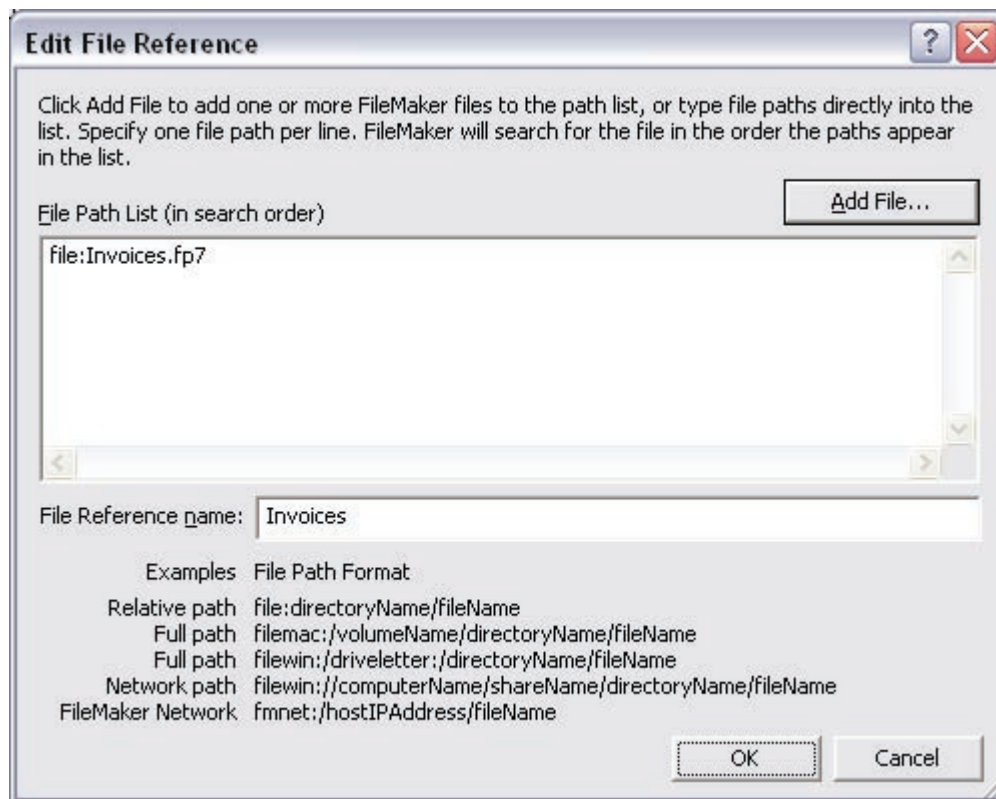 Edit File Reference
Click Add File to add one or more FileMaker files to the path list, or type file paths directly into the
list. Specify one file path per line. FileMaker will search for the file in the order the paths appear
in the list.
Add File...
File Path List (in search order)
file:Invoices.fp7
File Reference name: Invoices
Examples File Path Format
Relative path file:directoryName/fileName
Full path filemac:/volumeName/directoryName/fileName
Full path filewin:/driveletter:/directoryName/fileName
Network path filewin://computerName/shareName/directoryName/fileName
FileMaker Network fmnet:/hostIPAddress/fileName
OK Cancel